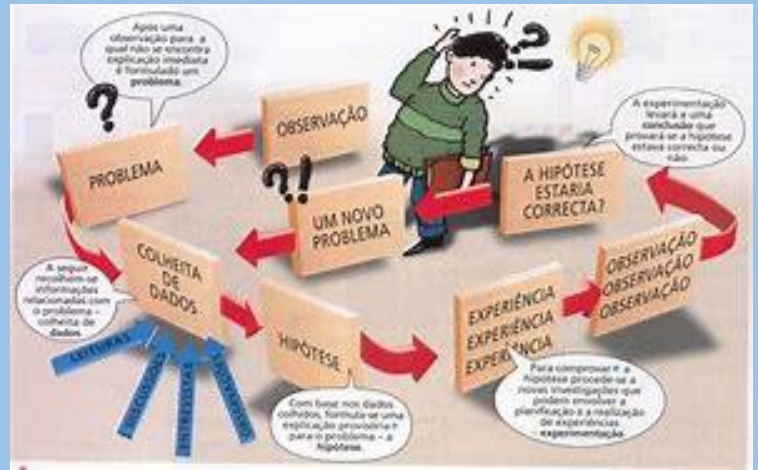 Após uma
observação para a
qual não se encontra
explicação imediata
é formulado um
problema.
?
OBSERVAÇÃO
PROBLEMA
?!
UM NOVO
PROBLEMA
A HIPÓTESE
ESTARIA
CORRECTA?
A experimentação
levará a uma
conclusão que
provará se a hipótese
estava correcta ou
não.
COLHEITA
DE
DADOS
A seguir
recolhem-se
informações
relacionadas com
o problema –
colheita de
dados.
LEITURAS
ENTREVISTAS
HIPÓTESE
Com base nos dados
colhidos, formula-se uma
explicação provisória
para o problema – a
hipótese.
EXPERIÊNCIA
EXPERIÊNCIA
EXPERIÊNCIA
OBSERVAÇÃO
OBSERVAÇÃO
OBSERVAÇÃO
Para comprovar a
hipótese procede-se a
novas investigações que
podem envolver a
planificação e a realização
de experiências
– experimentação.